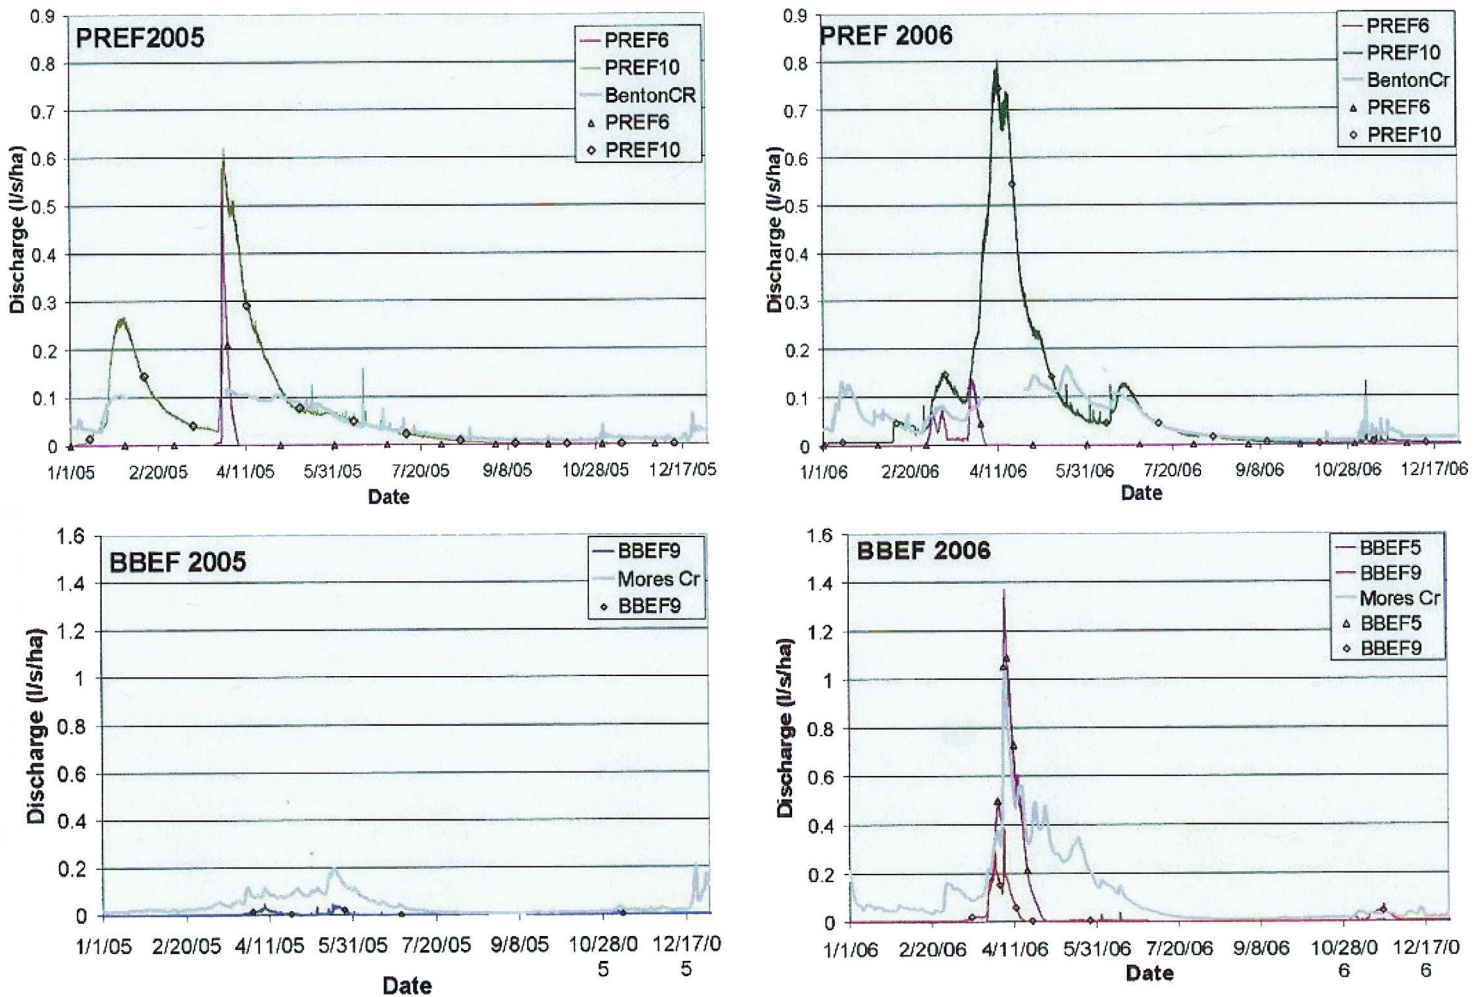 PREF2005
0.9
0.8
0.7
0.6
0.5
0.4
0.3
0.2
0.1
0
Discharge (l/s/ha)
PREF6
PREF10
BentonCR
PREF6
PREF10
1/1/05 2/20/05 4/11/05 5/31/05 7/20/05 9/8/05 10/28/05 12/17/05
Date
PREF 2006
0.9
0.8
0.7
0.6
0.5
0.4
0.3
0.2
0.1
0
Discharge (l/s/ha)
PREF6
PREF10
BentonCr
PREF6
PREF10
1/1/06 2/20/06 4/11/06 5/31/06 7/20/06 9/8/06 10/28/06 12/17/06
Date
BBEF 2005
1.6
1.4
1.2
1
0.8
0.6
0.4
0.2
0
Discharge (l/s/ha)
BBEF9
Mores Cr
BBEF9
1/1/05 2/20/05 4/11/05 5/31/05 7/20/05 9/8/05 10/28/0 12/17/0
5 5
Date
BBEF 2006
1.6
1.4
1.2
1
0.8
0.6
0.4
0.2
0
Discharge (l/s/ha)
BBEF5
BBEF9
Mores Cr
BBEF5
BBEF9
1/1/06 2/20/06 4/11/06 5/31/06 7/20/06 9/8/06 10/28/0 12/17/0
6 6
Date